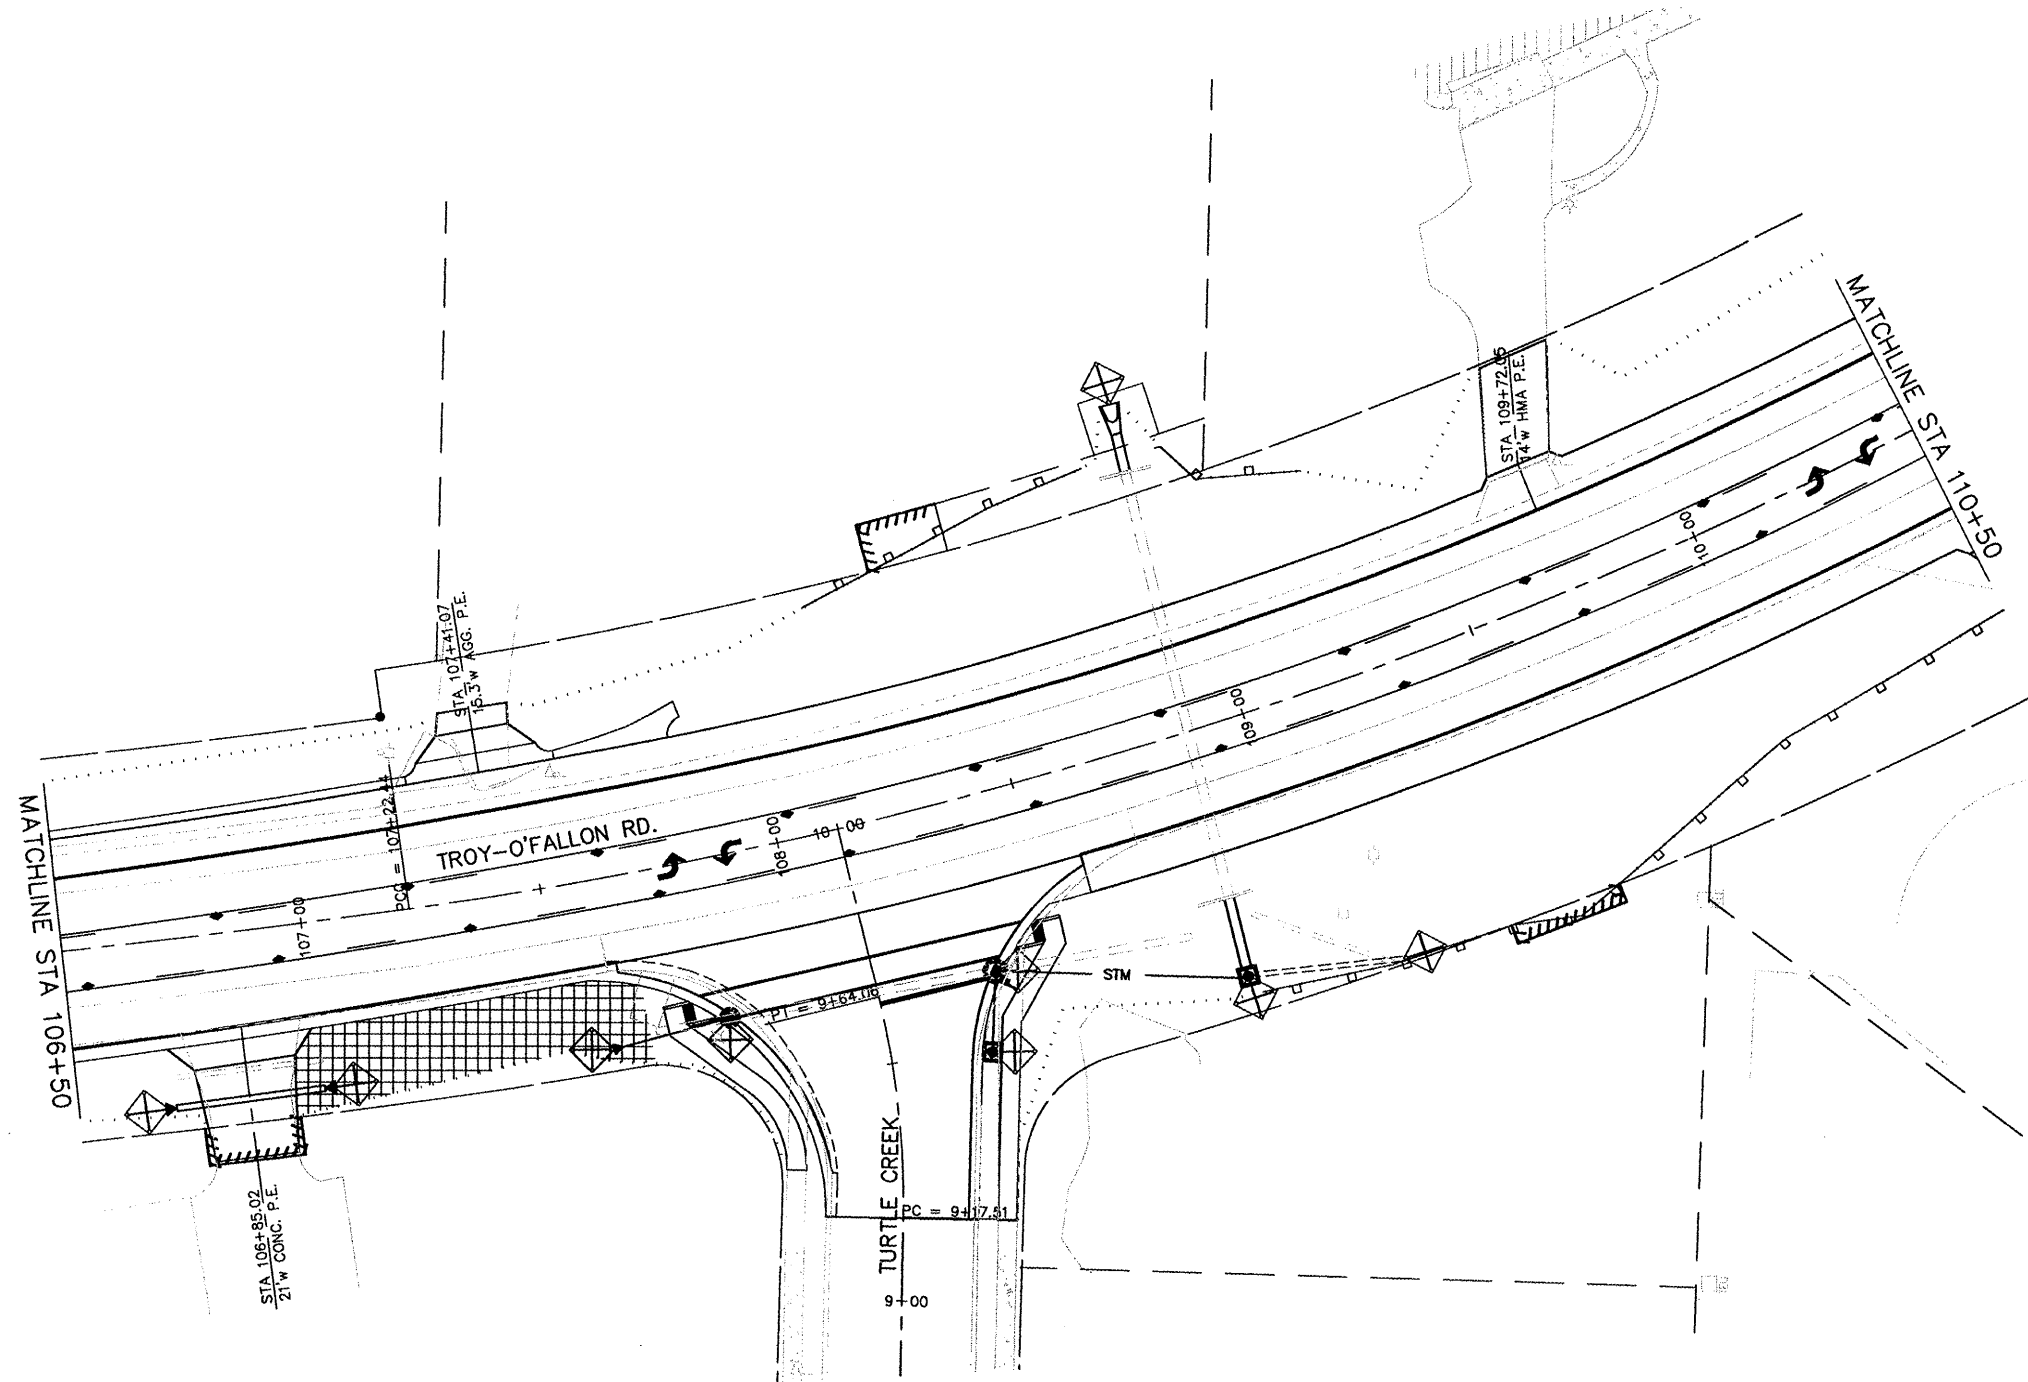 MATCHLINE STA 106+50
TROY-O'FALLON RD.
STA 107+41.07
15.3'w AGG. P.E.
PCC = 107+22.44
107+00
108+00
10+00
109+00
110+00
STA 109+72.06
14'w HMA P.E.
MATCHLINE STA 110+50
PT = 9+64.06
STM
TURTLE CREEK
PC = 9+17.51
9+00
STA 106+85.02
21'w CONC. P.E.